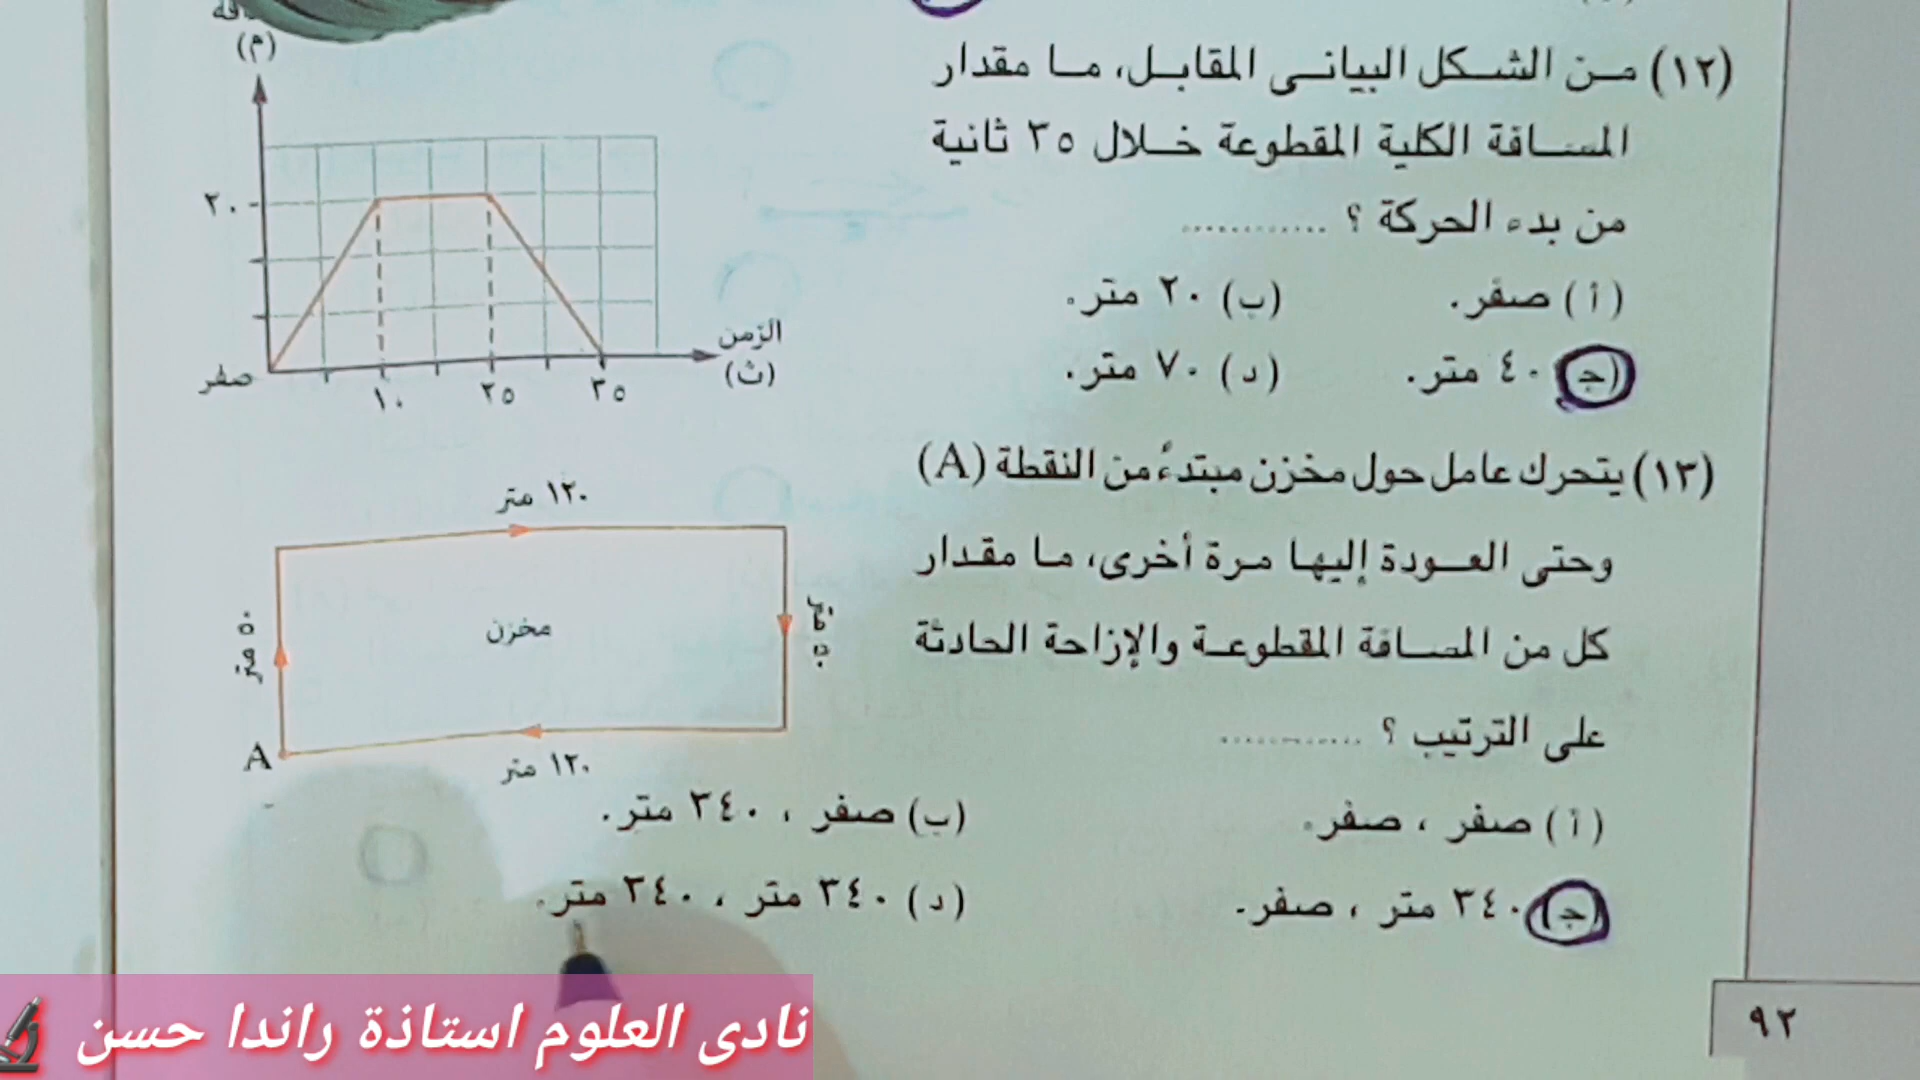 (م)
(١٢) من الشكل البيانى المقابل، ما مقدار
المسافة الكلية المقطوعة خلال ٣٥ ثانية
من بدء الحركة ؟ ............
(أ) صفر. (ب) ٢٠ متر.
(جـ) ٤٠ متر. (د) ٧٠ متر.
٢٠
صفر
١٠ ٢٥ ٣٥
الزمن
(ث)
(١٣) يتحرك عامل حول مخزن مبتدءً من النقطة (A)
وحتى العودة إليها مرة أخرى، ما مقدار
كل من المسافة المقطوعة والإزاحة الحادثة
على الترتيب ؟ ............
١٢٠ متر
٥٠ متر
مخزن
٥٠ متر
A
١٢٠ متر
(أ) صفر ، صفر. (ب) صفر ، ٣٤٠ متر.
(جـ) ٣٤٠ متر ، صفر. (د) ٣٤٠ متر ، ٣٤٠ متر.
٩٢
نادى العلوم استاذة راندا حسن